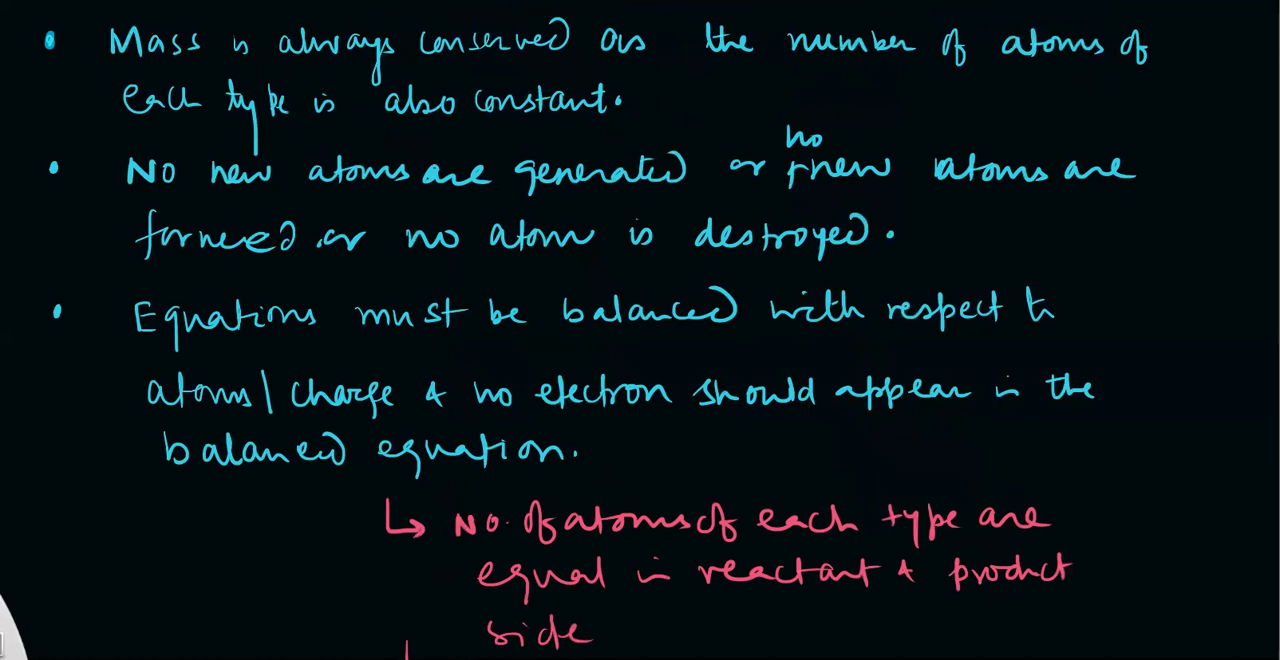 • Mass is always conserved as the number of atoms of
each type is also constant.
no
• No new atoms are generated or new atoms are
formed or no atom is destroyed.
• Equations must be balanced with respect to
atoms/charge & no electron should appear in the
balanced equation.
↳ No. of atoms of each type are
equal in reactant & product
side